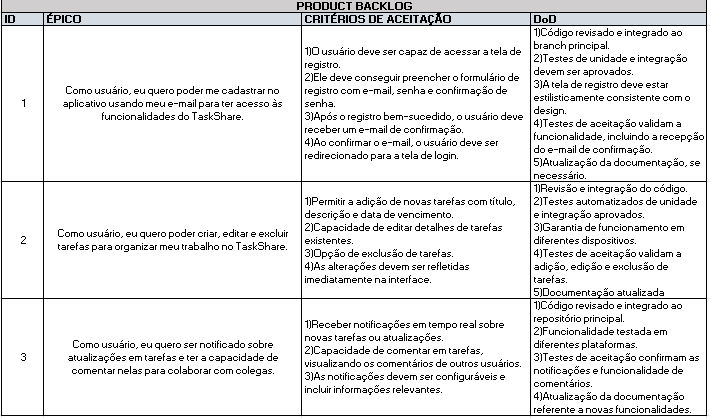 PRODUCT BACKLOG
ID
ÉPICO
CRITÉRIOS DE ACEITAÇÃO
DoD
1
Como usuário, eu quero poder me cadastrar no
aplicativo usando meu e-mail para ter acesso às
funcionalidades do TaskShare.
1)O usuário deve ser capaz de acessar a tela de
registro.
2)Ele deve conseguir preencher o formulário de
registro com e-mail, senha e confirmação de
senha.
3)Após o registro bem-sucedido, o usuário deve
receber um e-mail de confirmação.
4)Ao confirmar o e-mail, o usuário deve ser
redirecionado para a tela de login.
1)Código revisado e integrado ao
branch principal.
2)Testes de unidade e integração
devem ser aprovados.
3)A tela de registro deve estar
estilisticamente consistente com o
design.
4)Testes de aceitação validam a
funcionalidade, incluindo a recepção
do e-mail de confirmação.
5)Atualização da documentação, se
necessário.
2
Como usuário, eu quero poder criar, editar e excluir
tarefas para organizar meu trabalho no TaskShare.
1)Permitir a adição de novas tarefas com título,
descrição e data de vencimento.
2)Capacidade de editar detalhes de tarefas
existentes.
3)Opção de exclusão de tarefas.
4)As alterações devem ser refletidas
imediatamente na interface.
1)Revisão e integração do código.
2)Testes automatizados de unidade
e integração aprovados.
3)Garantia de funcionamento em
diferentes dispositivos.
4)Testes de aceitação validam a
adição, edição e exclusão de
tarefas.
5)Documentação atualizada
3
Como usuário, eu quero ser notificado sobre
atualizações em tarefas e ter a capacidade de
comentar nelas para colaborar com colegas.
1)Receber notificações em tempo real sobre
novas tarefas ou atualizações.
2)Capacidade de comentar em tarefas,
visualizando os comentários de outros usuários.
3)As notificações devem ser configuráveis e
incluir informações relevantes.
1)Código revisado e integrado ao
repositório principal.
2)Funcionalidade testada em
diferentes plataformas.
3)Testes de aceitação confirmam as
notificações e funcionalidade de
comentários.
4)Atualização da documentação
referente a novas funcionalidades.